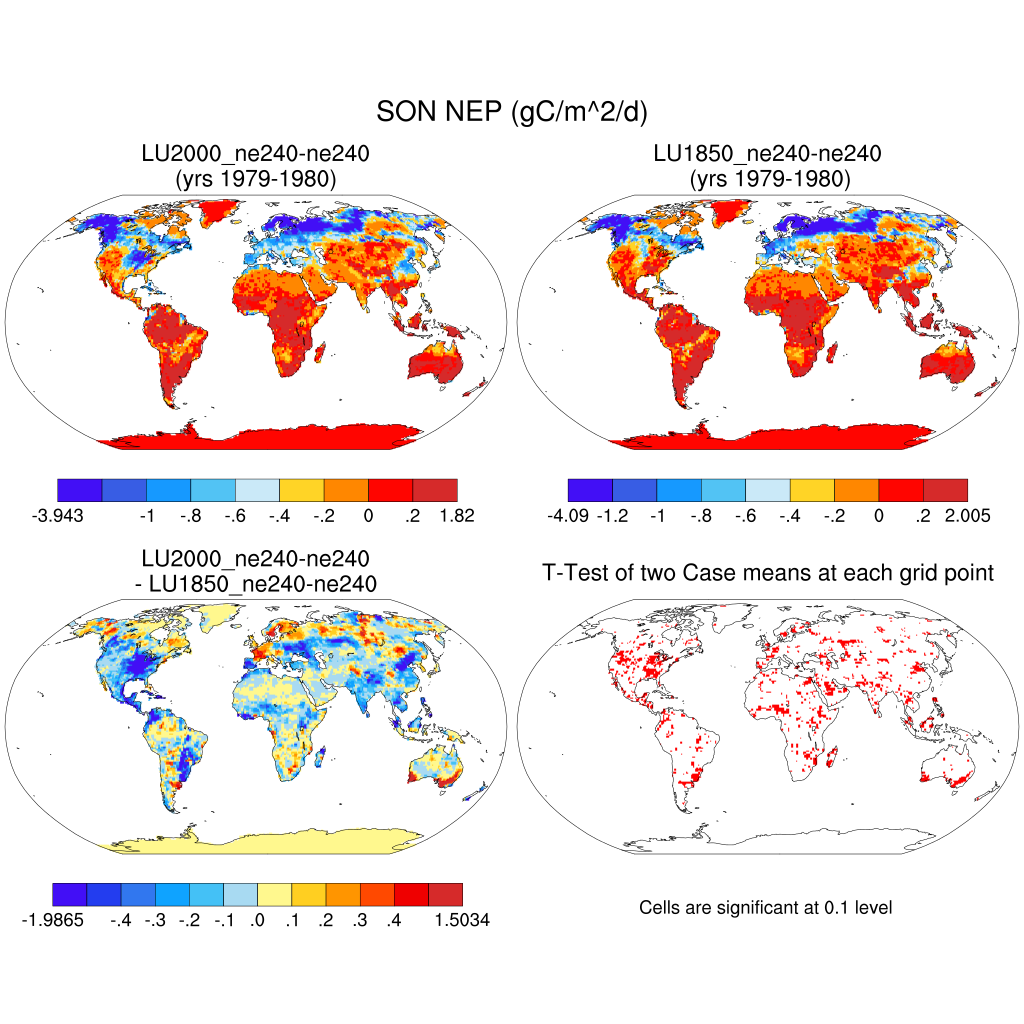 SON NEP (gC/m^2/d)
LU2000_ne240-ne240
(yrs 1979-1980)
LU1850_ne240-ne240
(yrs 1979-1980)
-3.943 -1 -.8 -.6 -.4 -.2 0 .2 1.82
-4.09 -1.2 -1 -.8 -.6 -.4 -.2 0 .2 2.005
LU2000_ne240-ne240
- LU1850_ne240-ne240
T-Test of two Case means at each grid point
-1.9865 -.4 -.3 -.2 -.1 .0 .1 .2 .3 .4 1.5034
Cells are significant at 0.1 level